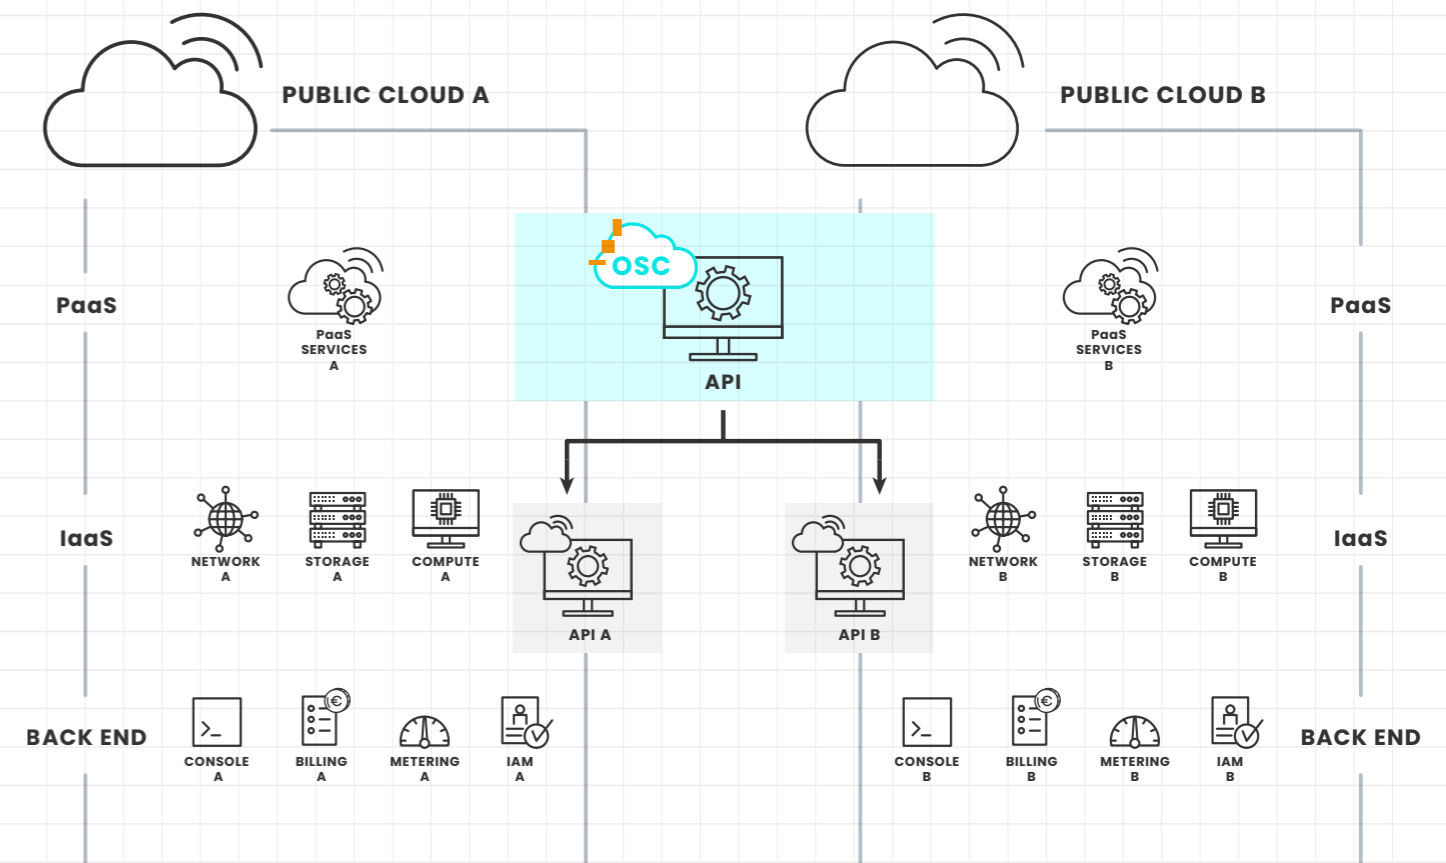 PUBLIC CLOUD A
PUBLIC CLOUD B
OSC
API
PaaS
PaaS
SERVICES
A
PaaS
SERVICES
B
PaaS
IaaS
NETWORK
A
STORAGE
A
COMPUTE
A
API A
API B
NETWORK
B
STORAGE
B
COMPUTE
B
IaaS
BACK END
>_
CONSOLE
A
€
BILLING
A
METERING
A
IAM
A
>_
CONSOLE
B
€
BILLING
B
METERING
B
IAM
B
BACK END